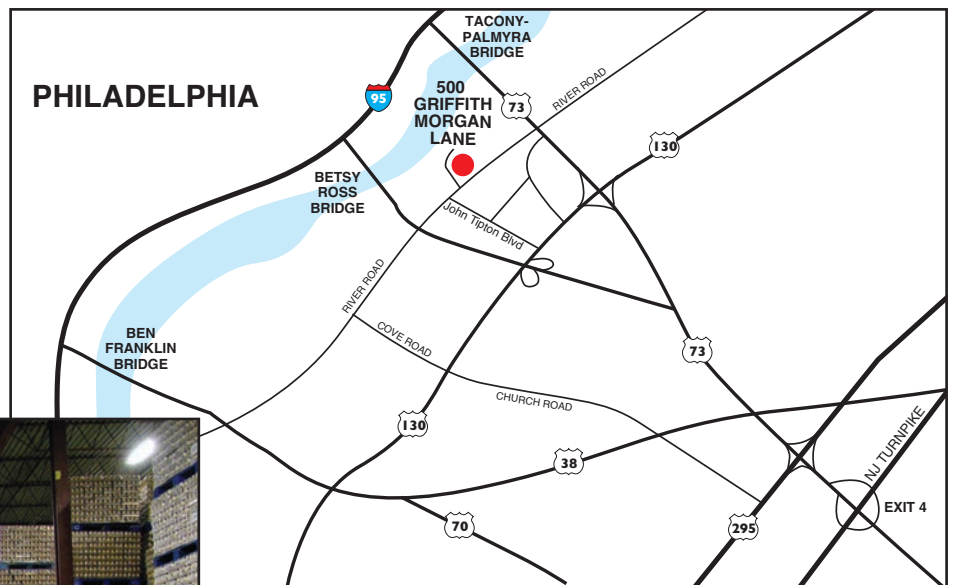 TACONY-
PALMYRA
BRIDGE
PHILADELPHIA
95
500
GRIFFITH
MORGAN
LANE
73
RIVER ROAD
130
BETSY
ROSS
BRIDGE
John Tipton Blvd
RIVER ROAD
BEN
FRANKLIN
BRIDGE
COVE ROAD
73
CHURCH ROAD
130
38
NJ TURNPIKE
70
295
EXIT 4